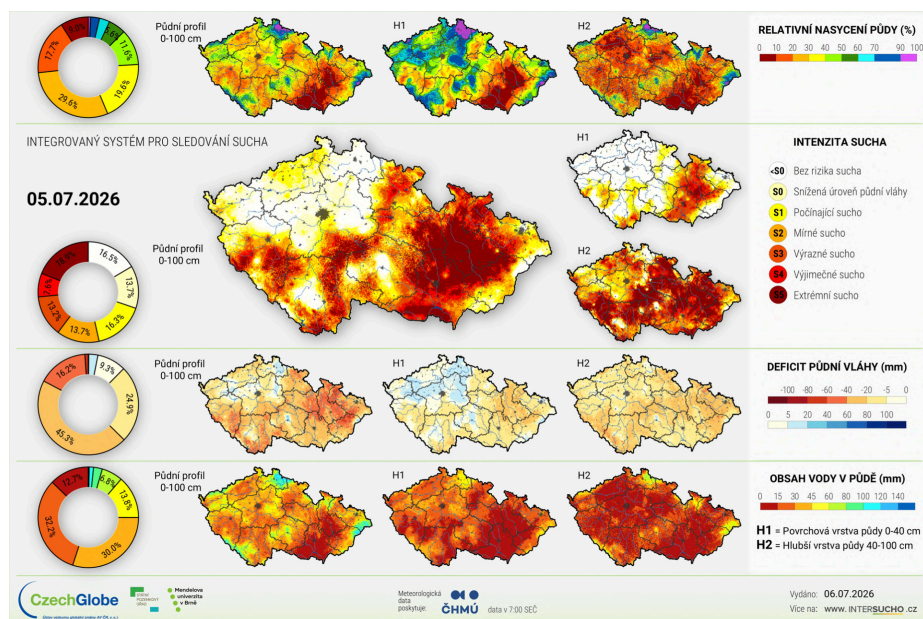 Půdní profil
0-100 cm
H1
H2
RELATIVNÍ NASYCENÍ PŮDY (%)
0 10 20 30 40 50 60 70 90 100
17.7%
11.6%
19.6%
29.6%
INTEGROVANÝ SYSTÉM PRO SLEDOVÁNÍ SUCHA
05.07.2026
Půdní profil
0-100 cm
H1
H2
INTENZITA SUCHA
<S0 Bez rizika sucha
S0 Snížená úroveň půdní vláhy
S1 Počínající sucho
S2 Mírné sucho
S3 Výrazné sucho
S4 Výjimečné sucho
S5 Extrémní sucho
16.5%
13.7%
16.3%
13.7%
13.2%
7.5%
Půdní profil
0-100 cm
H1
H2
DEFICIT PŮDNÍ VLÁHY (mm)
-100 -80 -60 -40 -20 -5 0
0 5 20 40 60 80 100
16.2%
9.3%
24.9%
45.3%
Půdní profil
0-100 cm
H1
H2
OBSAH VODY V PŮDĚ (mm)
0 15 30 45 60 70 80 100 120 140
12.7%
6.8%
13.8%
30.0%
32.2%
H1 = Povrchová vrstva půdy 0-40 cm
H2 = Hlubší vrstva půdy 40-100 cm
CzechGlobe
Mendelova
univerzita
v Brně
Meteorologická
data
poskytuje:
ČHMÚ
data v 7:00 SEČ
Vydáno: 06.07.2026
Více na: www. INTERSUCHO .cz